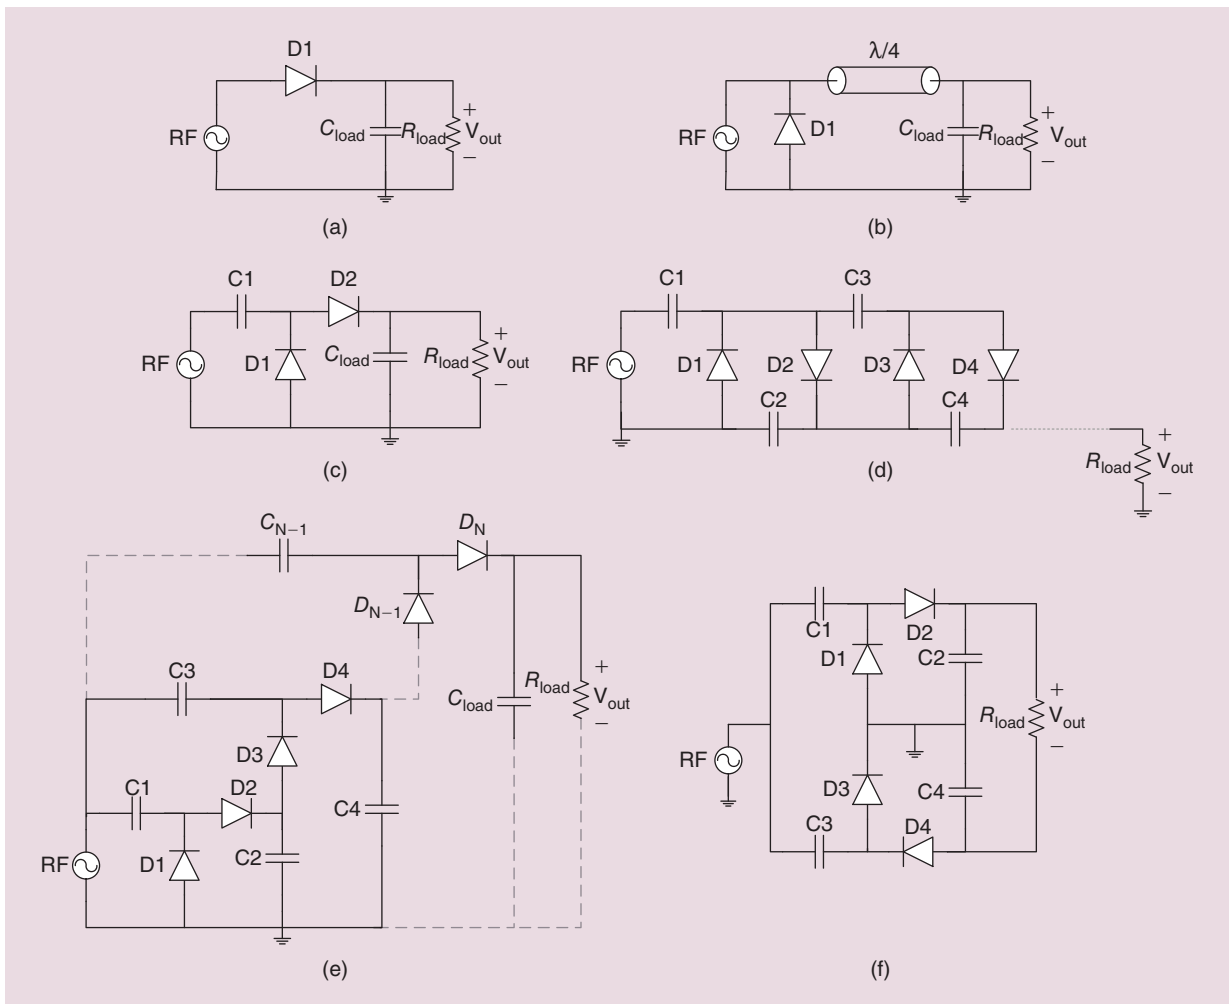 D1
RF
C_load
R_load
+
V_out
−
(a)
λ/4
RF
D1
C_load
R_load
+
V_out
−
(b)
C1
D2
RF
D1
C_load
R_load
+
V_out
−
(c)
C1
C3
RF
D1
D2
D3
D4
C2
C4
R_load
+
V_out
−
(d)
C_N−1
D_N
D_N−1
C3
D4
C_load
R_load
+
V_out
−
D3
C1
D2
C4
RF
D1
C2
(e)
C1
D2
D1
C2
R_load
+
V_out
−
RF
D3
C4
C3
D4
(f)